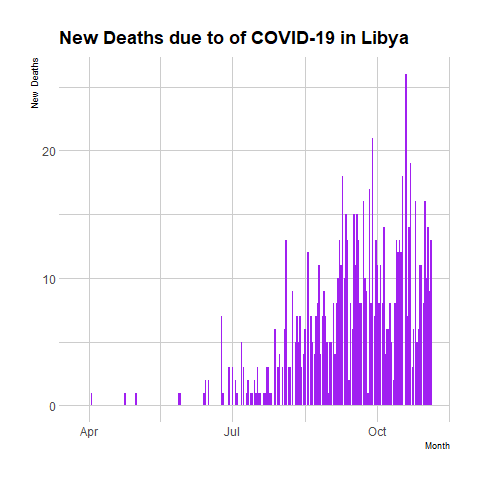 New Deaths due to of COVID-19 in Libya
New Deaths
20
10
0
Apr
Jul
Oct
Month